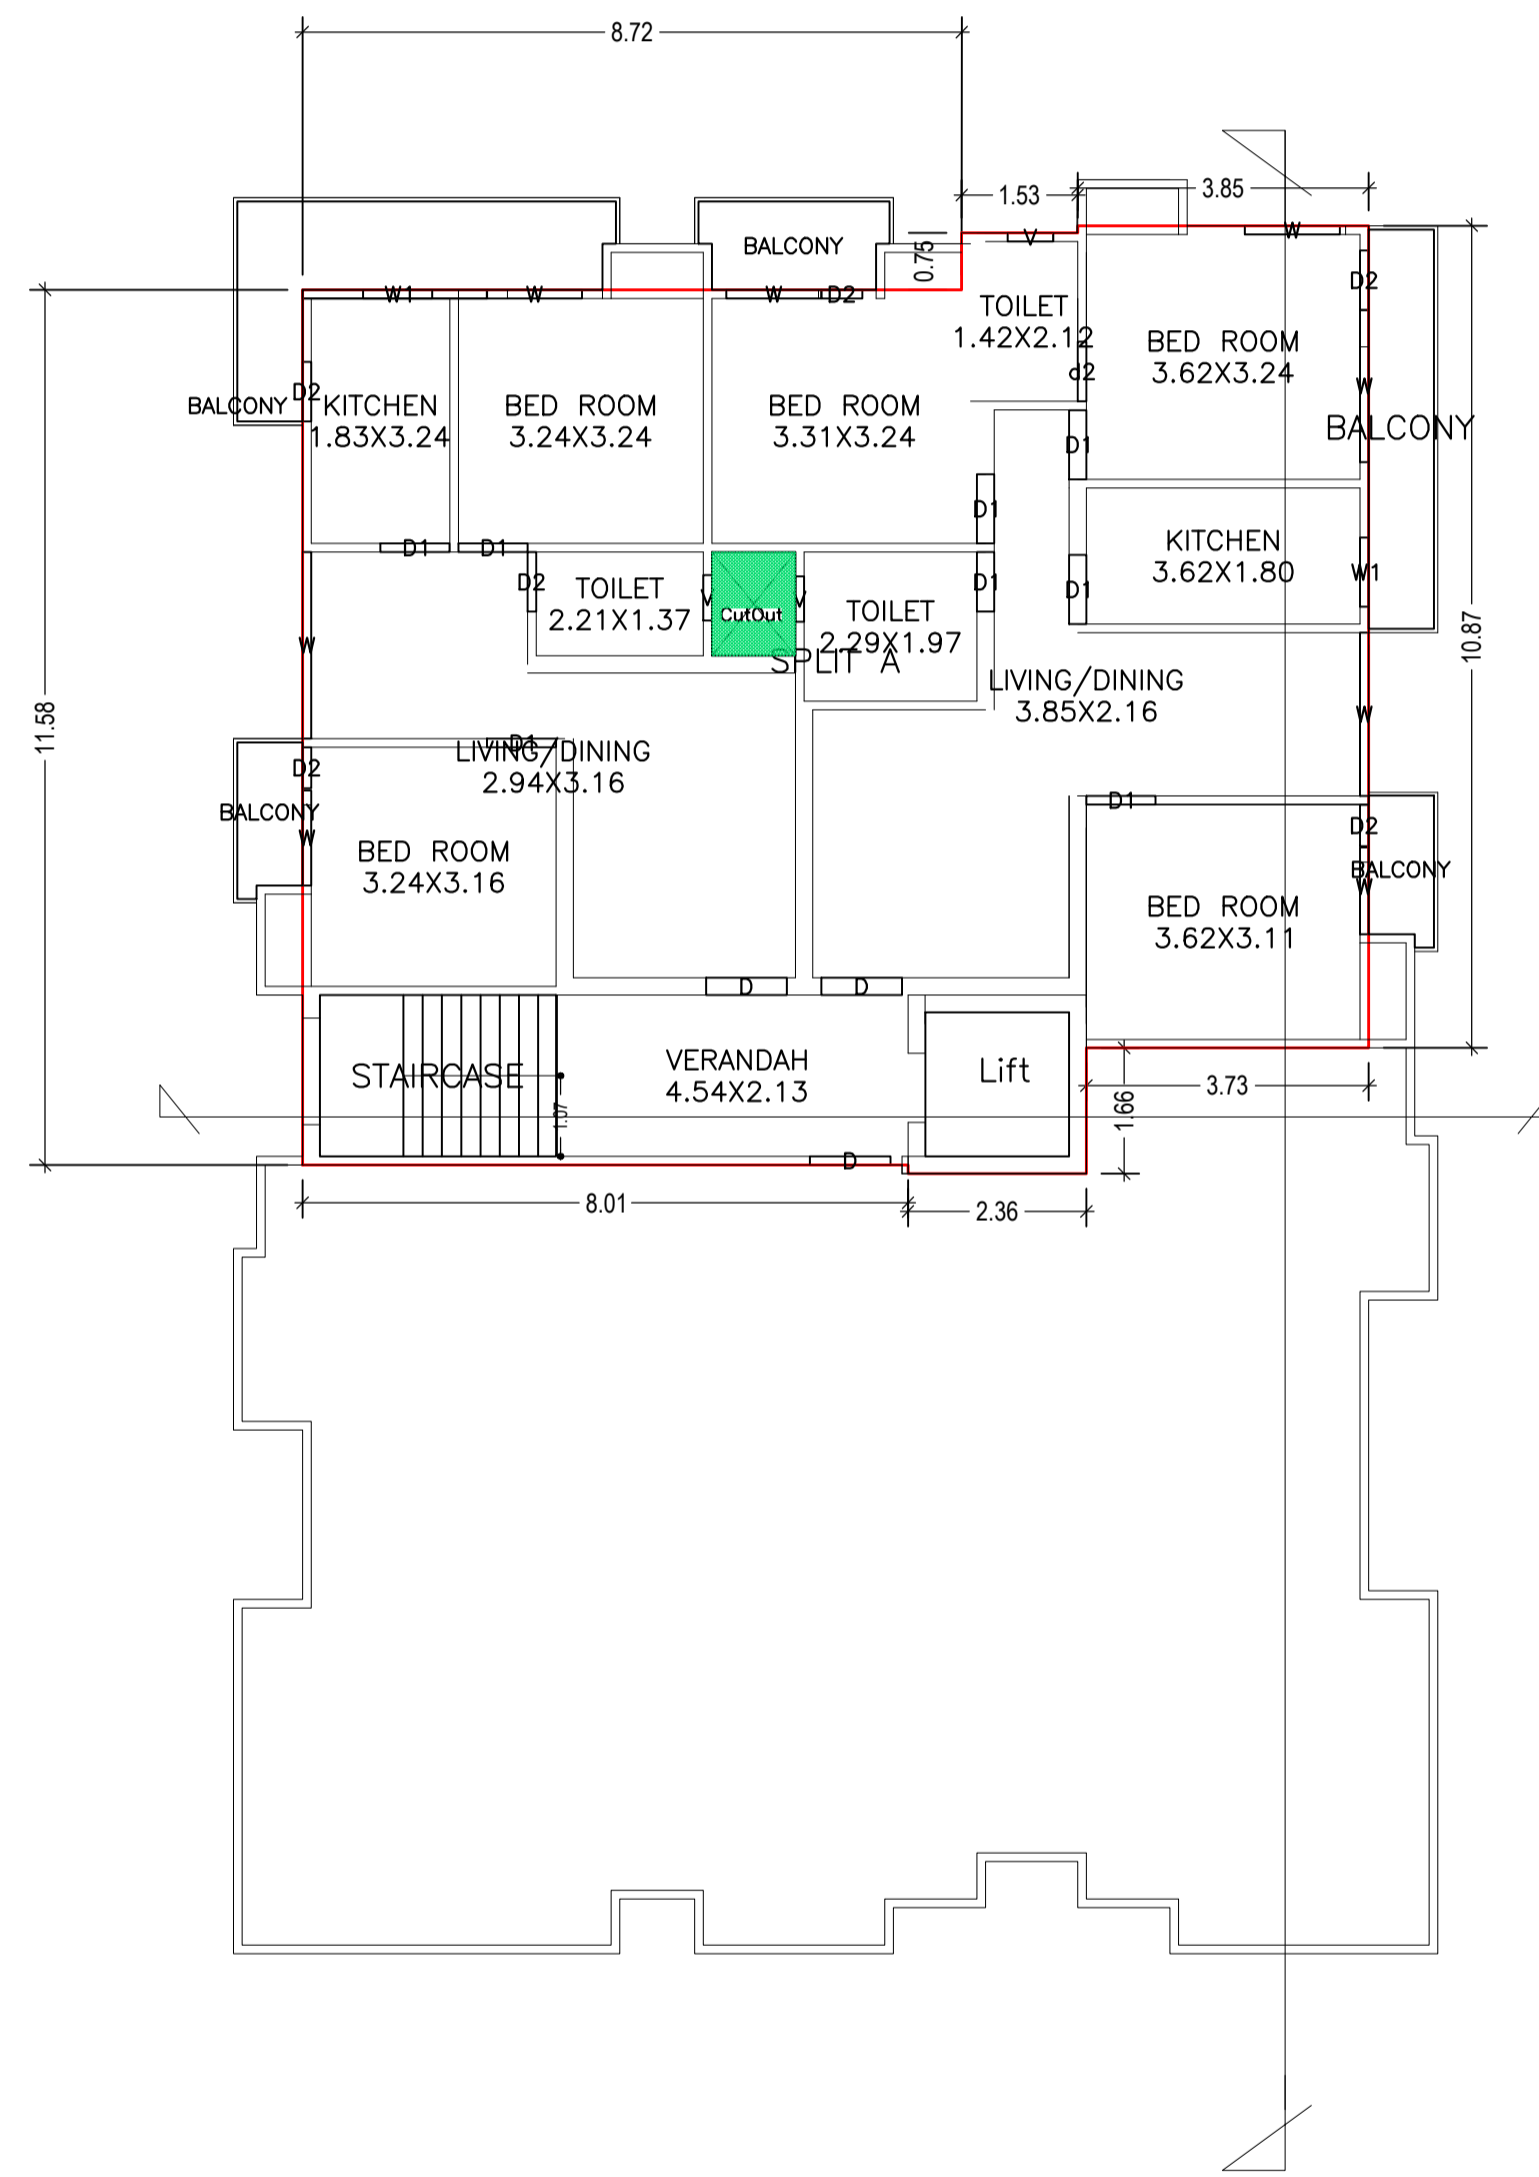 8.72
1.53
3.85
0.75
BALCONY
V
W
W1
W
W
D2
D2
TOILET
1.42X2.12
BED ROOM
3.62X3.24
d2
W
D2
BALCONY
KITCHEN
1.83X3.24
BED ROOM
3.24X3.24
BED ROOM
3.31X3.24
BALCONY
D1
D1
KITCHEN
3.62X1.80
W1
D1
D1
D2
TOILET
2.21X1.37
V
CutOut
V
TOILET
2.29X1.97
D1
D1
10.87
W
SPLIT A
LIVING/DINING
3.85X2.16
W
11.58
D1
LIVING/DINING
2.94X3.16
D2
BALCONY
W
D1
D2
BED ROOM
3.24X3.16
BALCONY
W
BED ROOM
3.62X3.11
D
D
STAIRCASE
VERANDAH
4.54X2.13
Lift
1.07
1.66
3.73
D
8.01
2.36